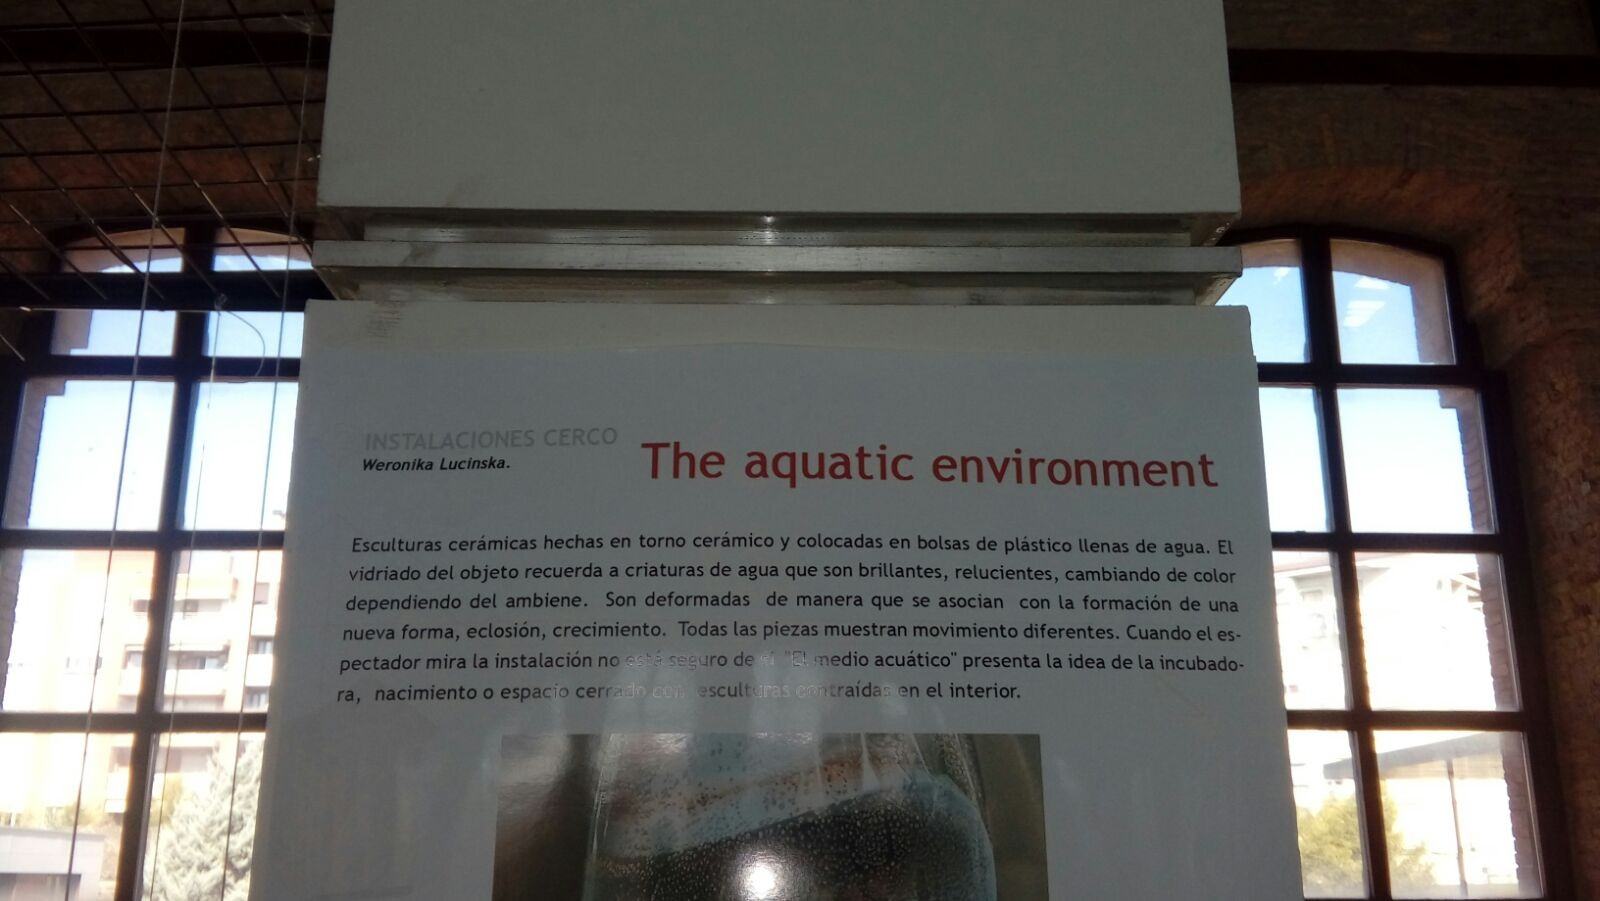 INSTALACIONES CERCO
Weronika Lucinska.
The aquatic environment
Esculturas cerámicas hechas en torno cerámico y colocadas en bolsas de plástico llenas de agua. El
vidriado del objeto recuerda a criaturas de agua que son brillantes, relucientes, cambiando de color
dependiendo del ambiene. Son deformadas de manera que se asocian con la formación de una
nueva forma, eclosión, crecimiento. Todas las piezas muestran movimiento diferentes. Cuando el es-
pectador mira la instalación no está seguro de si "El medio acuático" presenta la idea de la incubado-
ra, nacimiento o espacio cerrado con esculturas contraídas en el interior.